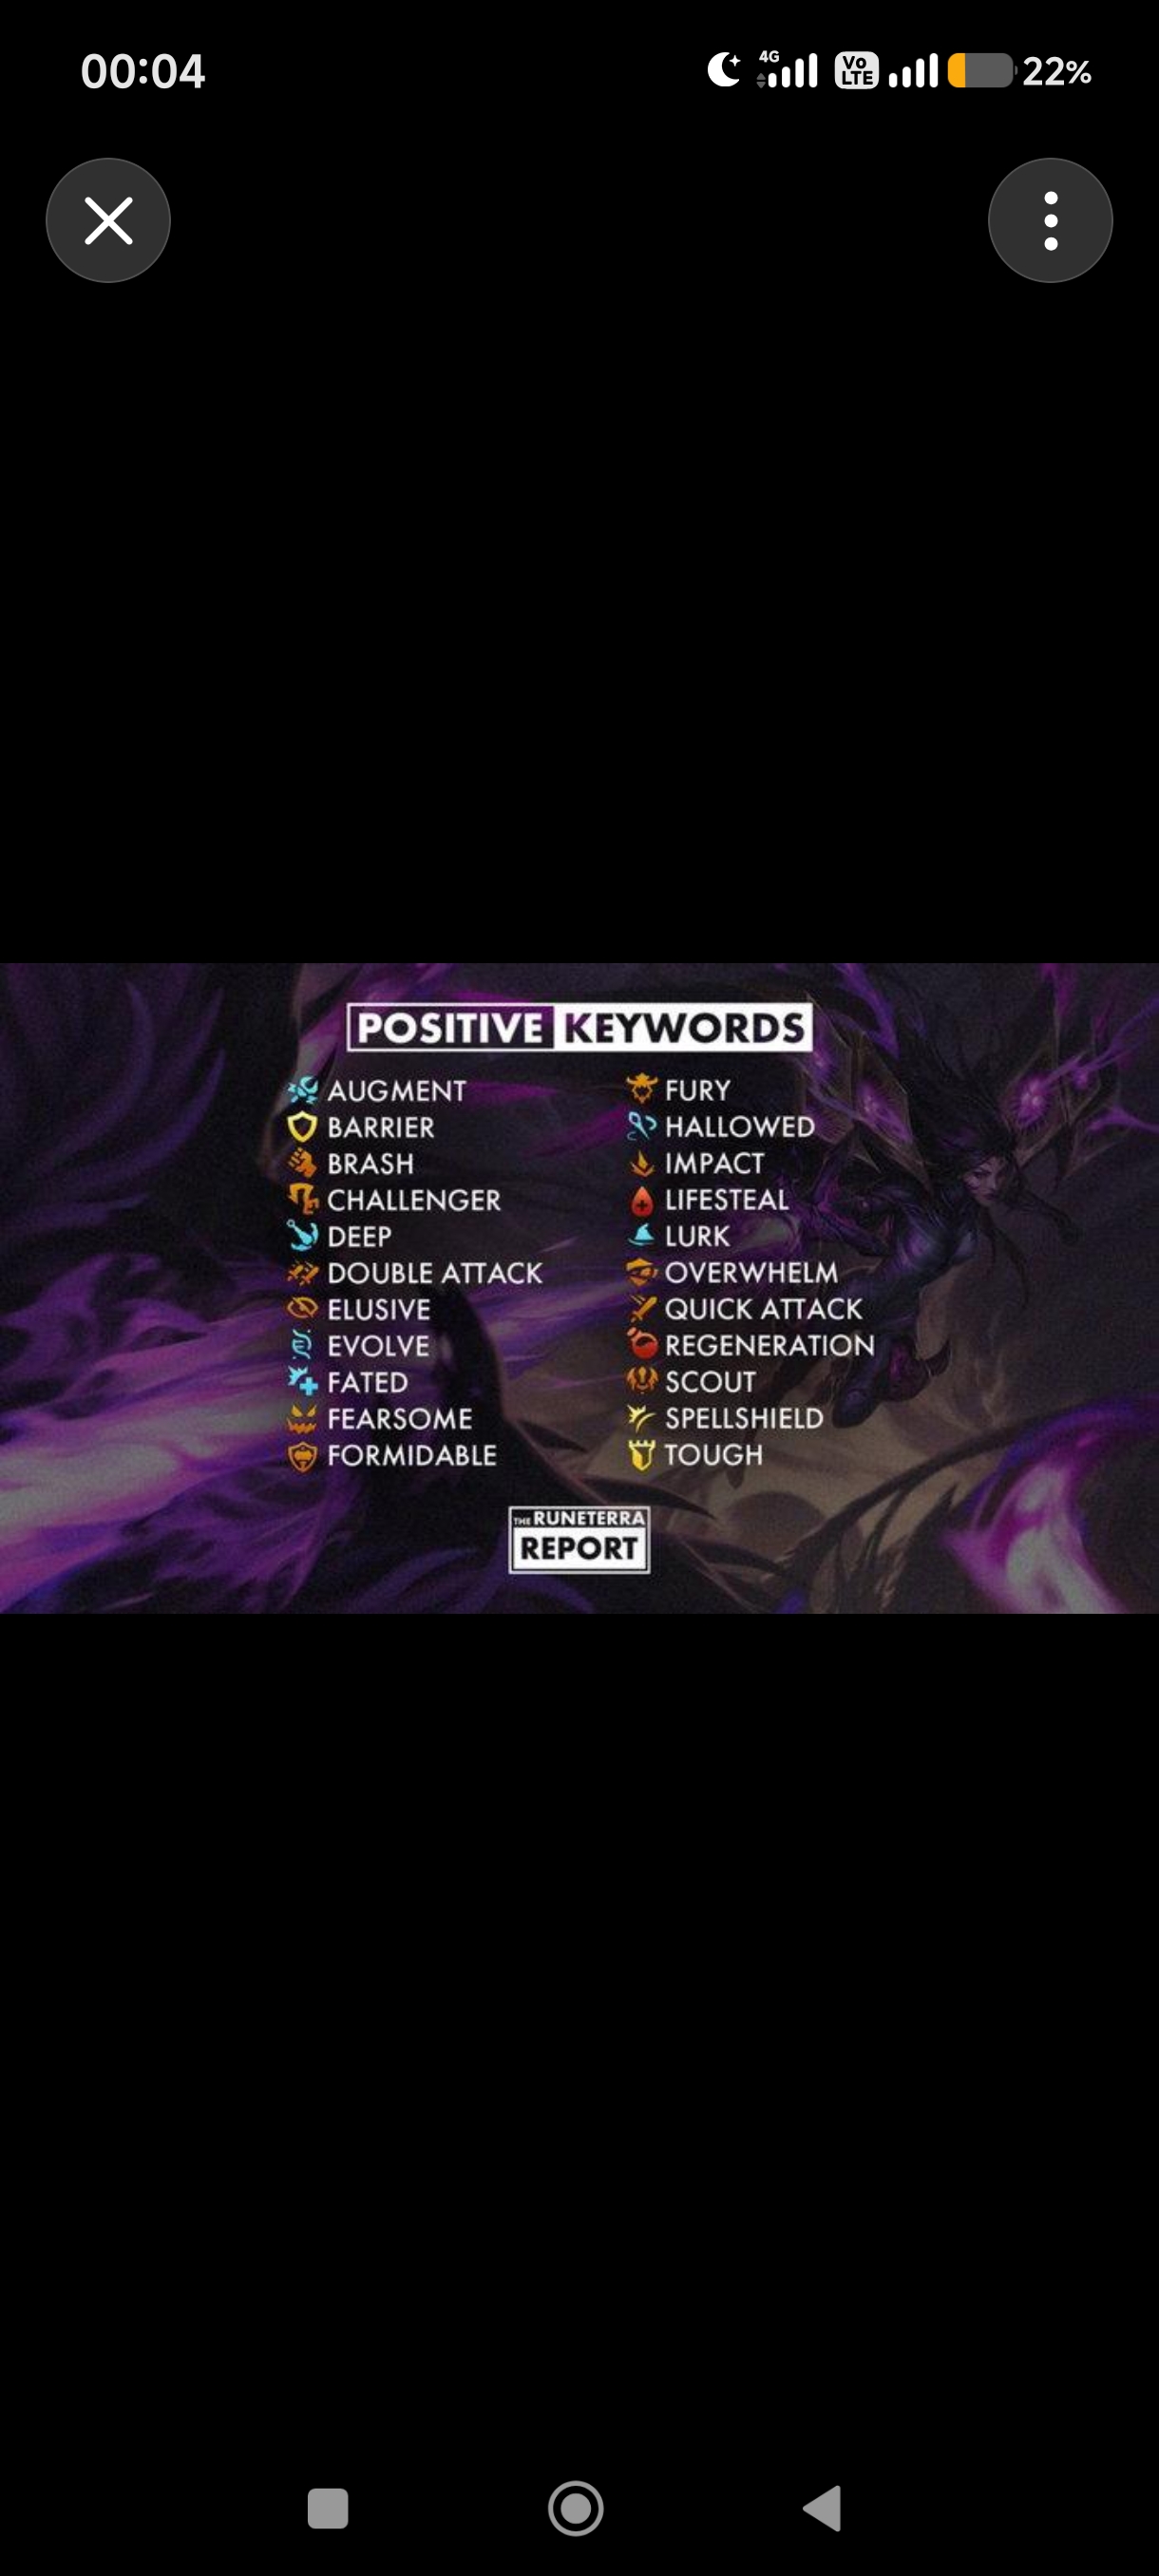 00:04
4G
Vo
LTE
22%
POSITIVE KEYWORDS
AUGMENT
BARRIER
BRASH
CHALLENGER
DEEP
DOUBLE ATTACK
ELUSIVE
EVOLVE
FATED
FEARSOME
FORMIDABLE
FURY
HALLOWED
IMPACT
LIFESTEAL
LURK
OVERWHELM
QUICK ATTACK
REGENERATION
SCOUT
SPELLSHIELD
TOUGH
THE RUNETERRA
REPORT